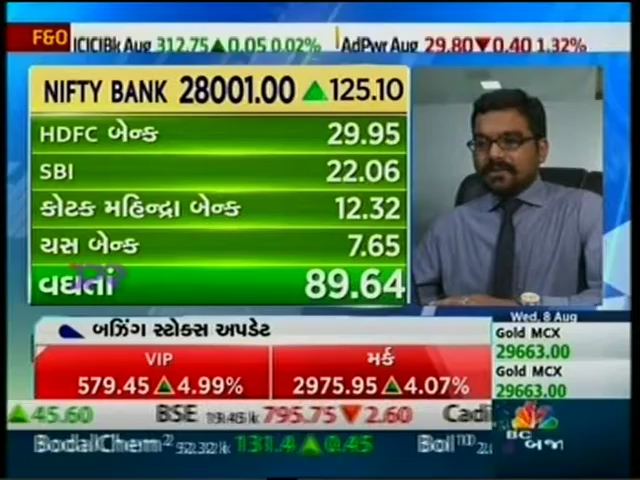 F&O ICICIBk Aug 312.75▲0.05 0.02% AdPwr Aug 29.80▼0.40 1.32%
NIFTY BANK 28001.00 ▲125.10
HDFC બેન્ક 29.95
SBI 22.06
કોટક મહિન્દ્રા બેન્ક 12.32
યસ બેન્ક 7.65
વધતાં 89.64
બઝિંગ સ્ટોક્સ અપડેટ
VIP
579.45▲4.99%
મર્ક
2975.95▲4.07%
Wed, 8 Aug
Gold MCX
29663.00
Gold MCX
29663.00
▲45.60 BSE 795.75▼2.60 Cadi
BodalChem 131.4▲0.45 Bol
બજાર